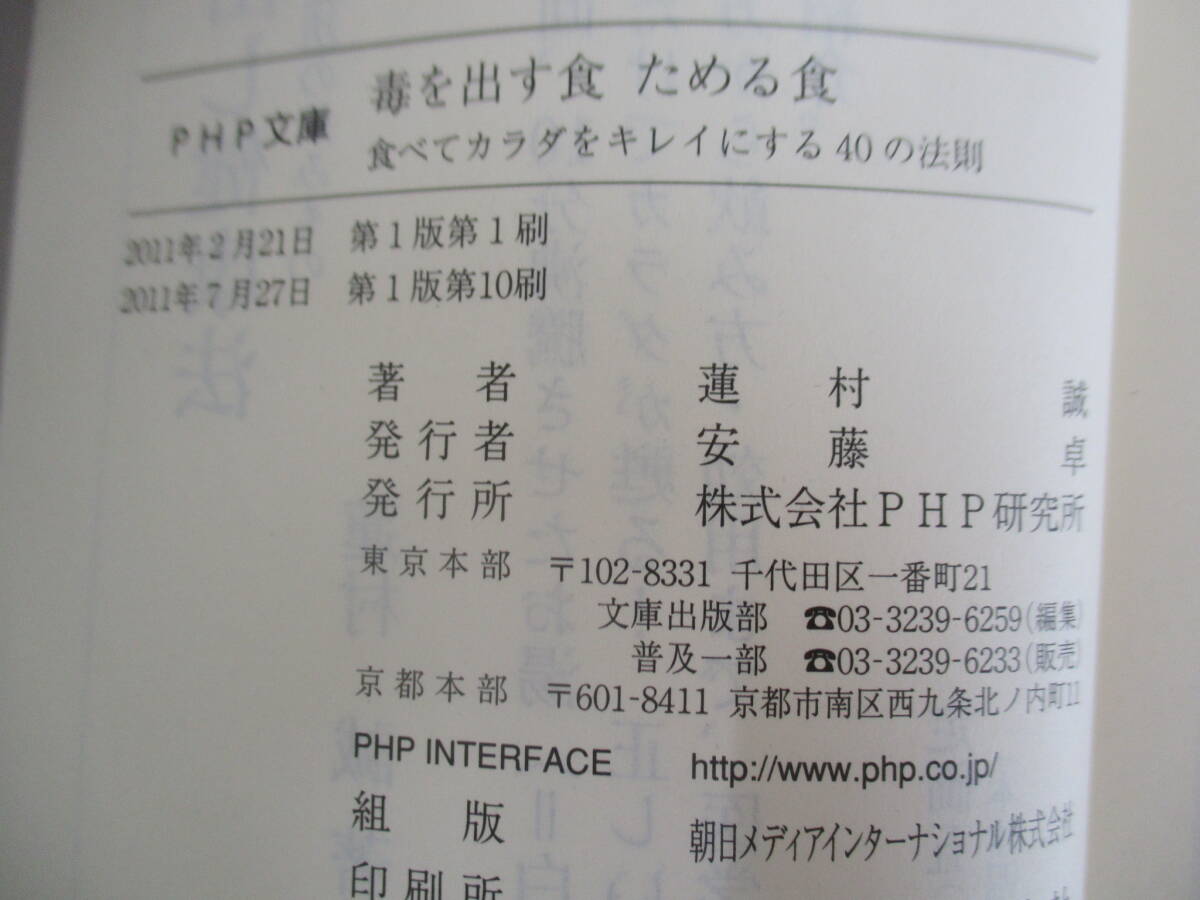 PHP文庫
毒を出す食 ためる食
食べてカラダをキレイにする40の法則
2011年2月21日 第1版第1刷
2011年7月27日 第1版第10刷
著者 蓮村 誠
発行者 安藤 卓
発行所 株式会社PHP研究所
東京本部 〒102-8331 千代田区一番町21
文庫出版部 ☎03-3239-6259(編集)
普及一部 ☎03-3239-6233(販売)
京都本部 〒601-8411 京都市南区西九条北ノ内町11
PHP INTERFACE http://www.php.co.jp/
組版 朝日メディアインターナショナル株式会社
印刷所